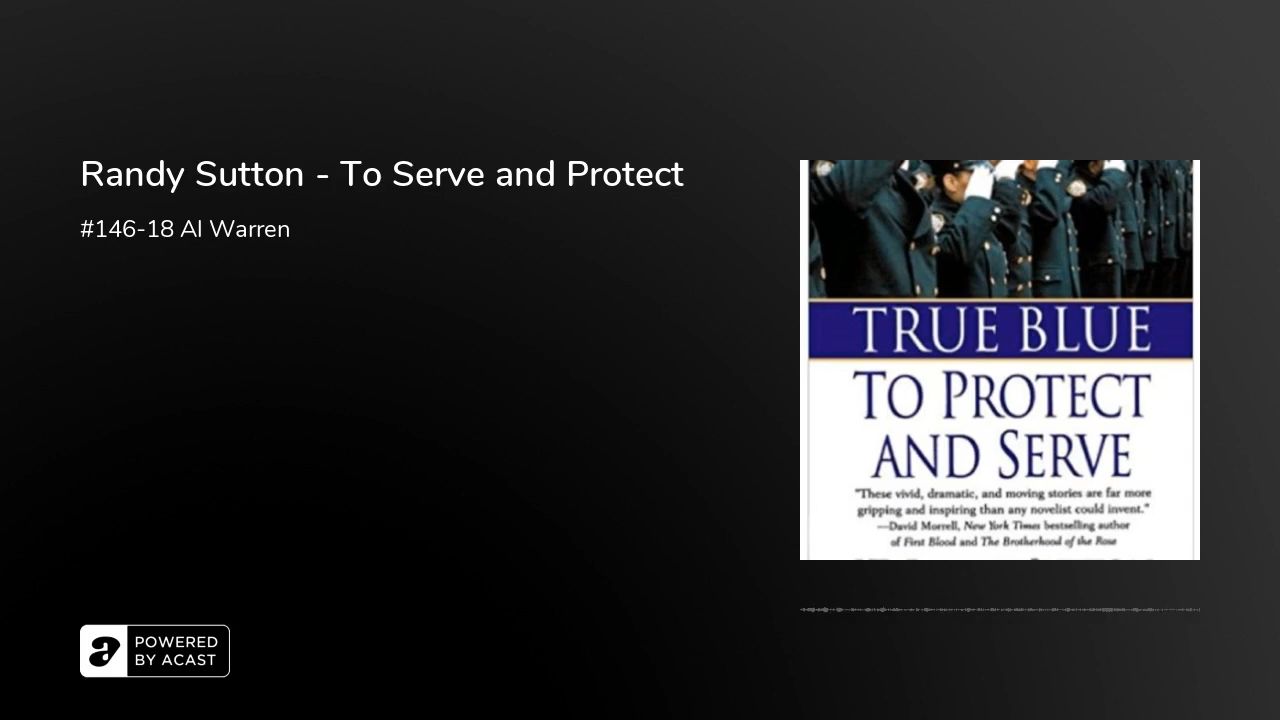 Randy Sutton - To Serve and Protect
#146-18 Al Warren
TRUE BLUE
TO PROTECT
AND SERVE
"These vivid, dramatic, and moving stories are far more
gripping and inspiring than any novelist could invent."
—David Morrell, New York Times bestselling author
of First Blood and The Brotherhood of the Rose
a POWERED
BY ACAST